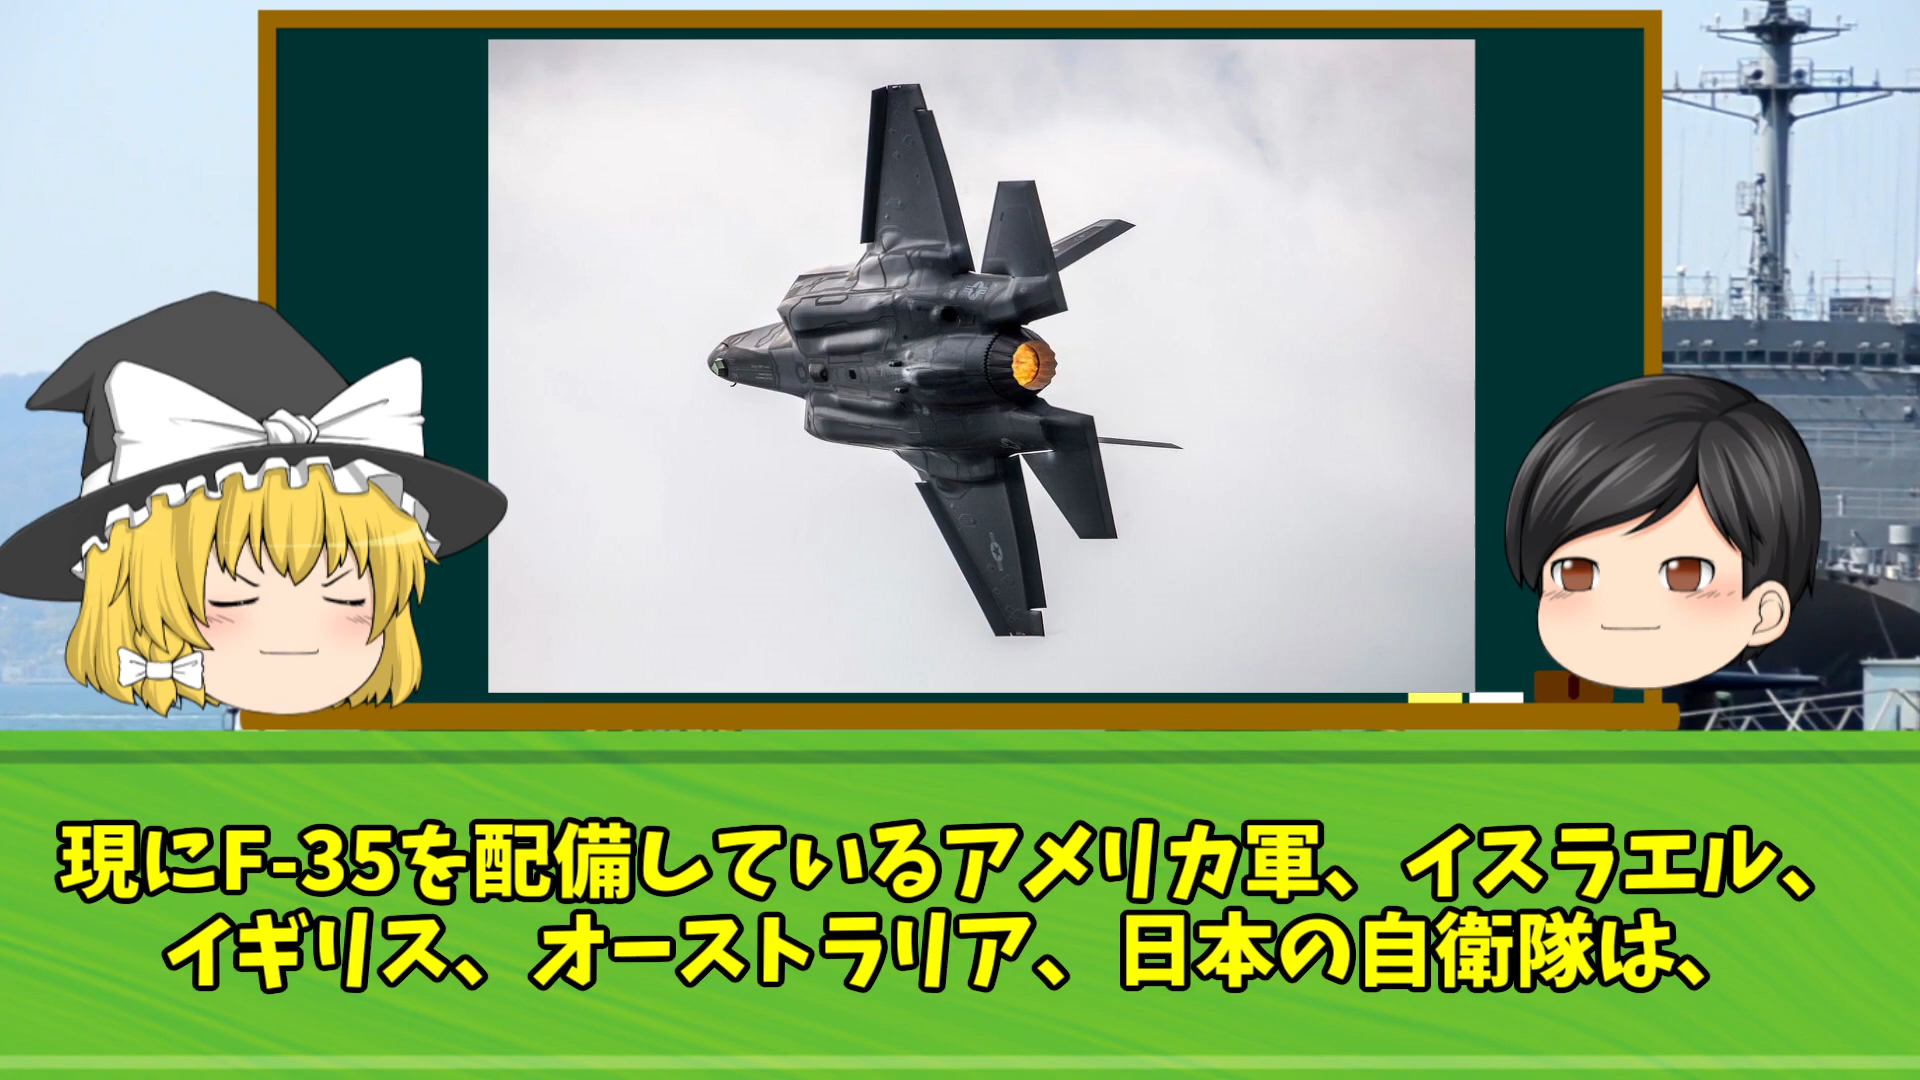 現にF-35を配備しているアメリカ軍、イスラエル、
イギリス、オーストラリア、日本の自衛隊は、